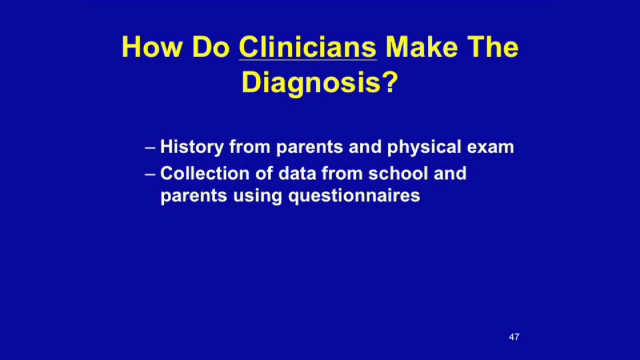 How Do Clinicians Make The
Diagnosis?
– History from parents and physical exam
– Collection of data from school and
parents using questionnaires
47